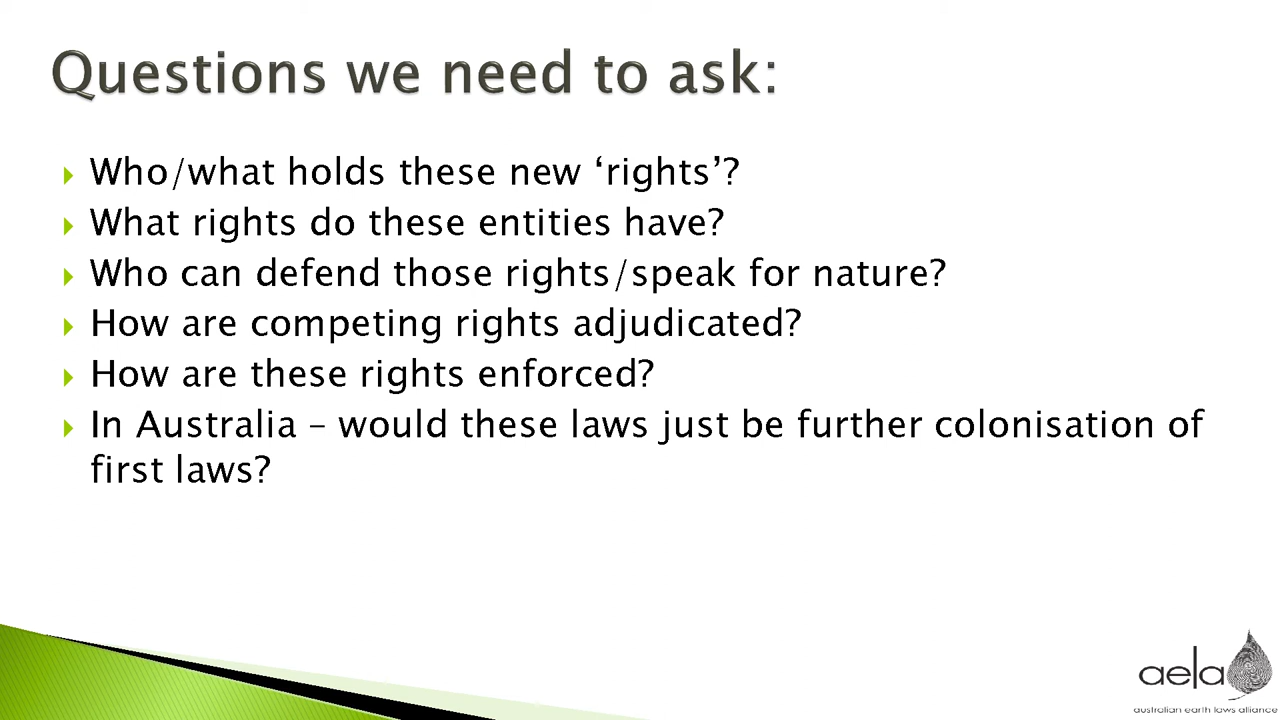 Questions we need to ask:
Who/what holds these new ‘rights’?
What rights do these entities have?
Who can defend those rights/speak for nature?
How are competing rights adjudicated?
How are these rights enforced?
In Australia – would these laws just be further colonisation of
first laws?
aela
australian earth laws alliance